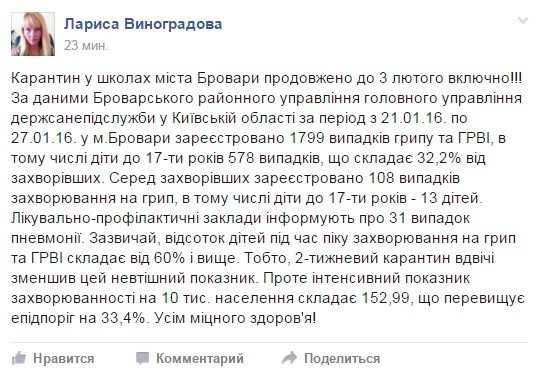 Лариса Виноградова
23 мин.
Карантин у школах міста Бровари продовжено до 3 лютого включно!!!
За даними Броварського районного управління головного управління
держсанепідслужби у Київській області за період з 21.01.16. по
27.01.16. у м.Бровари зареєстровано 1799 випадків грипу та ГРВІ, в
тому числі діти до 17-ти років 578 випадків, що складає 32,2% від
захворівших. Серед захворівших зареєстровано 108 випадків
захворювання на грип, в тому числі діти до 17-ти років - 13 дітей.
Лікувально-профілактичні заклади інформують про 31 випадок
пневмонії. Зазвичай, відсоток дітей під час піку захворювання на грип
та ГРВІ складає від 60% і вище. Тобто, 2-тижневий карантин вдвічі
зменшив цей невтішний показник. Проте інтенсивний показник
захворюванності на 10 тис. населення складає 152,99, що перевищує
епідпоріг на 33,4%. Усім міцного здоров'я!
Нравится Комментарий Поделиться